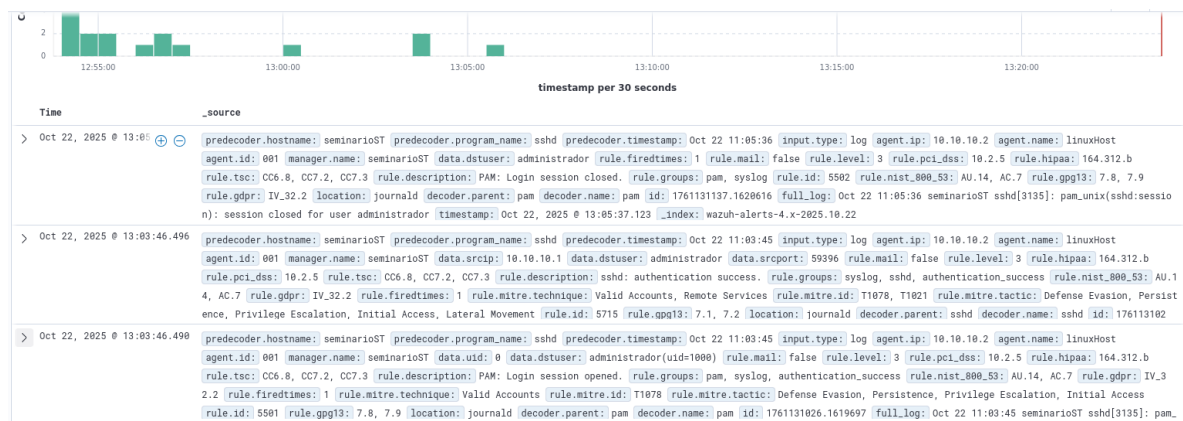 2
0
12:55:00 13:00:00 13:05:00 13:10:00 13:15:00 13:20:00
timestamp per 30 seconds
Time _source
Oct 22, 2025 @ 13:05 predecoder.hostname: seminarioST predecoder.program_name: sshd predecoder.timestamp: Oct 22 11:05:36 input.type: log agent.ip: 10.10.10.2 agent.name: linuxHost
agent.id: 001 manager.name: seminarioST data.dstuser: administrador rule.firedtimes: 1 rule.mail: false rule.level: 3 rule.pci_dss: 10.2.5 rule.hipaa: 164.312.b
rule.tsc: CC6.8, CC7.2, CC7.3 rule.description: PAM: Login session closed. rule.groups: pam, syslog rule.id: 5502 rule.nist_800_53: AU.14, AC.7 rule.gpg13: 7.8, 7.9
rule.gdpr: IV_32.2 location: journald decoder.parent: pam decoder.name: pam id: 1761131137.1620616 full_log: Oct 22 11:05:36 seminarioST sshd[3135]: pam_unix(sshd:sessio
n): session closed for user administrador timestamp: Oct 22, 2025 @ 13:05:37.123 _index: wazuh-alerts-4.x-2025.10.22
Oct 22, 2025 @ 13:03:46.496 predecoder.hostname: seminarioST predecoder.program_name: sshd predecoder.timestamp: Oct 22 11:03:45 input.type: log agent.ip: 10.10.10.2 agent.name: linuxHost
agent.id: 001 manager.name: seminarioST data.srcip: 10.10.10.1 data.dstuser: administrador data.srcport: 59396 rule.mail: false rule.level: 3 rule.hipaa: 164.312.b
rule.pci_dss: 10.2.5 rule.tsc: CC6.8, CC7.2, CC7.3 rule.description: sshd: authentication success. rule.groups: syslog, sshd, authentication_success rule.nist_800_53: AU.1
4, AC.7 rule.gdpr: IV_32.2 rule.firedtimes: 1 rule.mitre.technique: Valid Accounts, Remote Services rule.mitre.id: T1078, T1021 rule.mitre.tactic: Defense Evasion, Persist
ence, Privilege Escalation, Initial Access, Lateral Movement rule.id: 5715 rule.gpg13: 7.1, 7.2 location: journald decoder.parent: sshd decoder.name: sshd id: 176113102
Oct 22, 2025 @ 13:03:46.490 predecoder.hostname: seminarioST predecoder.program_name: sshd predecoder.timestamp: Oct 22 11:03:45 input.type: log agent.ip: 10.10.10.2 agent.name: linuxHost
agent.id: 001 manager.name: seminarioST data.uid: 0 data.dstuser: administrador(uid=1000) rule.mail: false rule.level: 3 rule.pci_dss: 10.2.5 rule.hipaa: 164.312.b
rule.tsc: CC6.8, CC7.2, CC7.3 rule.description: PAM: Login session opened. rule.groups: pam, syslog, authentication_success rule.nist_800_53: AU.14, AC.7 rule.gdpr: IV_3
2.2 rule.firedtimes: 1 rule.mitre.technique: Valid Accounts rule.mitre.id: T1078 rule.mitre.tactic: Defense Evasion, Persistence, Privilege Escalation, Initial Access
rule.id: 5501 rule.gpg13: 7.8, 7.9 location: journald decoder.parent: pam decoder.name: pam id: 1761131026.1619697 full_log: Oct 22 11:03:45 seminarioST sshd[3135]: pam_